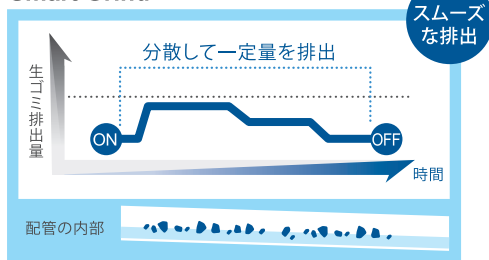 スムーズ
な排出
分散して一定量を排出
生ゴミ排出量
ON
OFF
時間
配管の内部